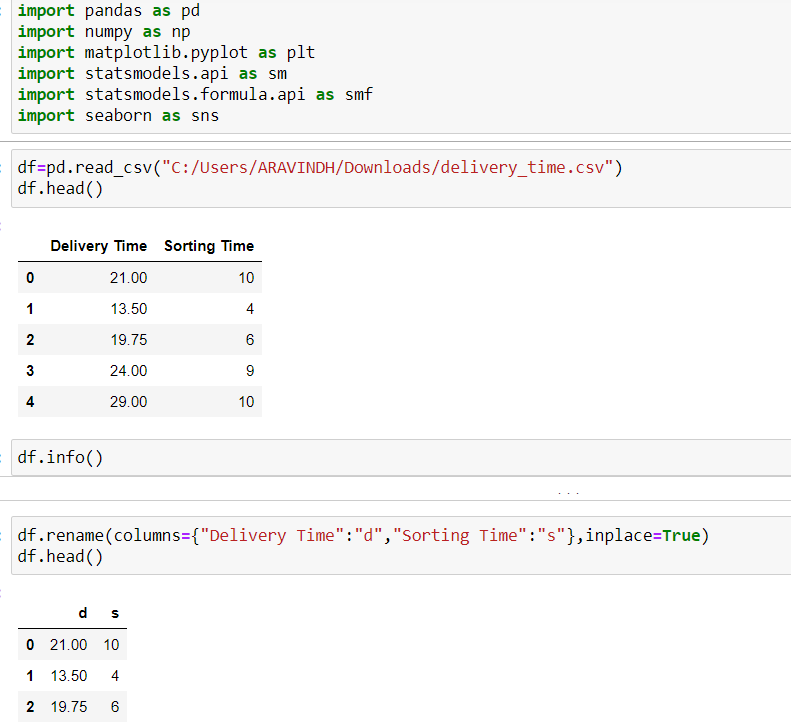 import pandas as pd
import numpy as np
import matplotlib.pyplot as plt
import statsmodels.api as sm
import statsmodels.formula.api as smf
import seaborn as sns
df=pd.read_csv("C:/Users/ARAVINDH/Downloads/delivery_time.csv")
df.head()
Delivery Time Sorting Time
0 21.00 10
1 13.50 4
2 19.75 6
3 24.00 9
4 29.00 10
df.info()
...
df.rename(columns={"Delivery Time":"d","Sorting Time":"s"},inplace=True)
df.head()
d s
0 21.00 10
1 13.50 4
2 19.75 6